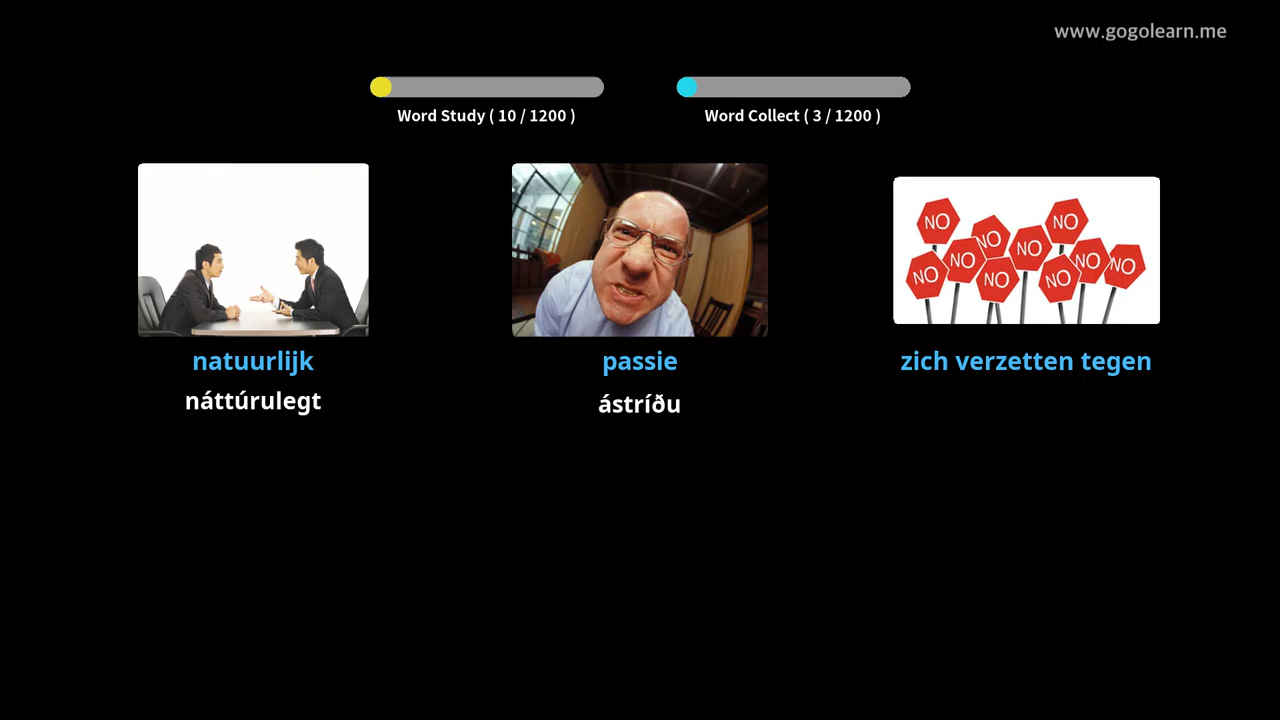 www.gogolearn.me
Word Study ( 10 / 1200 )
Word Collect ( 3 / 1200 )
NO
NO
NO
NO
NO
NO
NO
NO
NO
NO
natuurlijk
passie
zich verzetten tegen
náttúrulegt
ástríðu